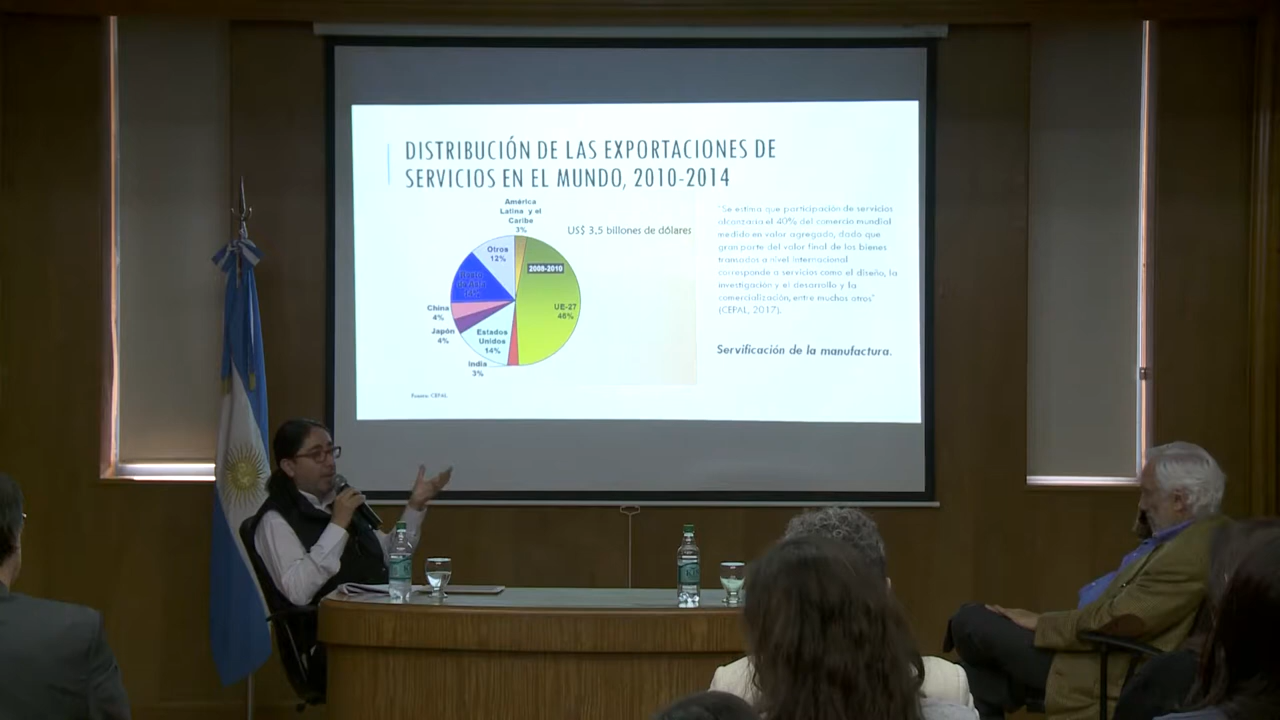 DISTRIBUCIÓN DE LAS EXPORTACIONES DE
SERVICIOS EN EL MUNDO, 2010-2014
América
Latina y el
Caribe
3%
US$ 3,5 billones de dólares
Otros
12%
2008-2010
UE-27
46%
China
4%
Japón
4%
Estados
Unidos
14%
India
3%
"Se estima que participación de servicios
alcanzaría el 40% del comercio mundial
medido en valor agregado, dado que
gran parte del valor final de los bienes
transados a nivel internacional
corresponde a servicios como el diseño, la
investigación y el desarrollo y la
comercialización, entre muchos otros"
(CEPAL, 2017).
Servificación de la manufactura.
Fuente: CEPAL